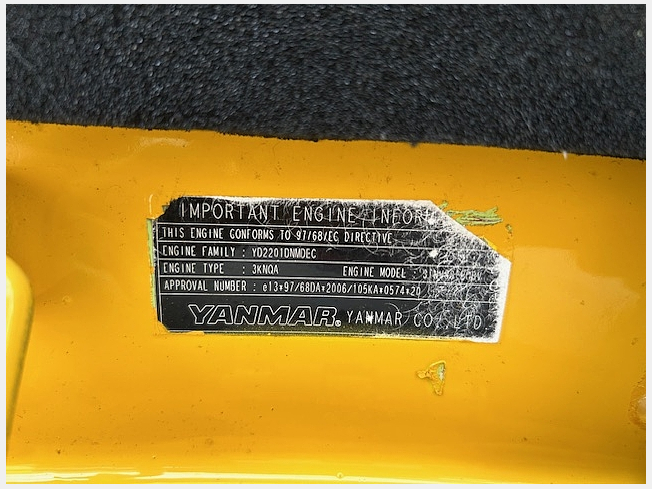 IMPORTANT ENGINE
THIS ENGINE CONFORMS TO 97/68/EC DIRECTIVE
ENGINE FAMILY : YD2201DNMDEC
ENGINE TYPE : 3KNQA ENGINE MODEL :
APPROVAL NUMBER : e13*97/68DA*2006/105KA*0574*20
YANMAR® YANMAR CO., LTD